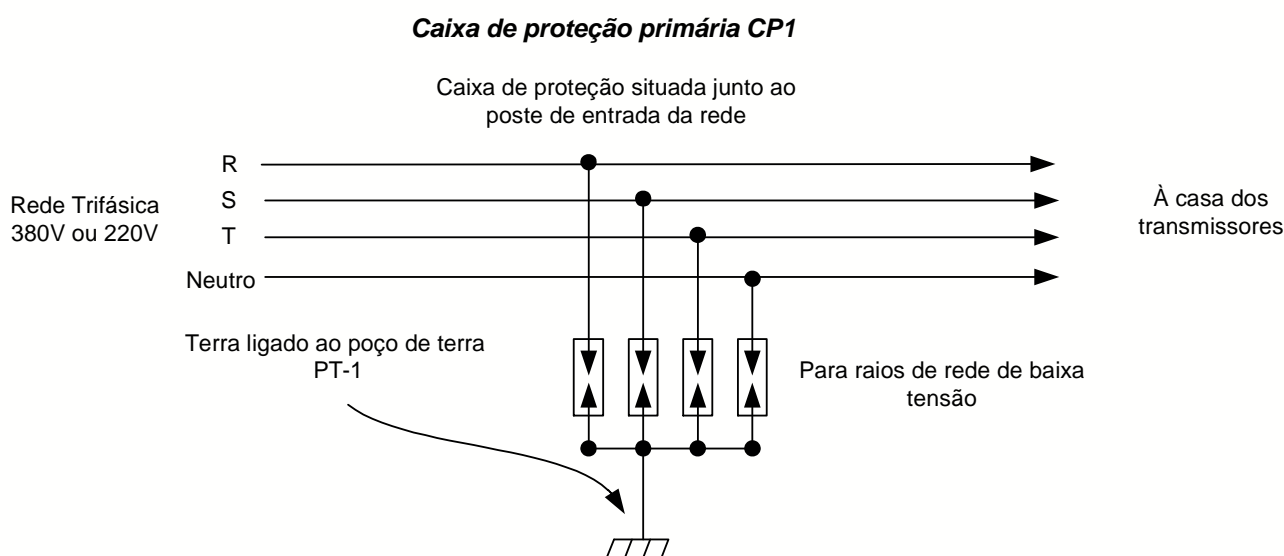 Caixa de proteção primária CP1
Caixa de proteção situada junto ao
poste de entrada da rede
R
S
T
Neutro
Rede Trifásica
380V ou 220V
À casa dos
transmissores
Terra ligado ao poço de terra
PT-1
Para raios de rede de baixa
tensão